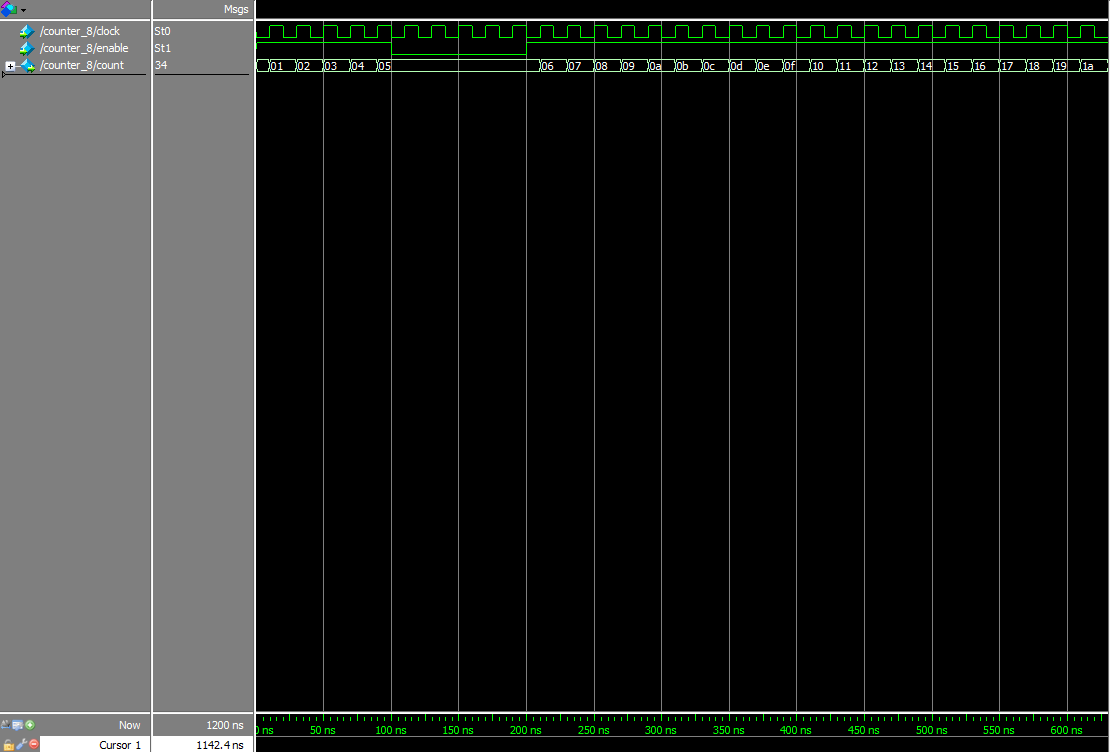 Msgs
/counter_8/clock St0
/counter_8/enable St1
/counter_8/count 34 01 02 03 04 05 06 07 08 09 0a 0b 0c 0d 0e 0f 10 11 12 13 14 15 16 17 18 19 1a
Now 1200 ns ns 50 ns 100 ns 150 ns 200 ns 250 ns 300 ns 350 ns 400 ns 450 ns 500 ns 550 ns 600 ns
Cursor 1 1142.4 ns